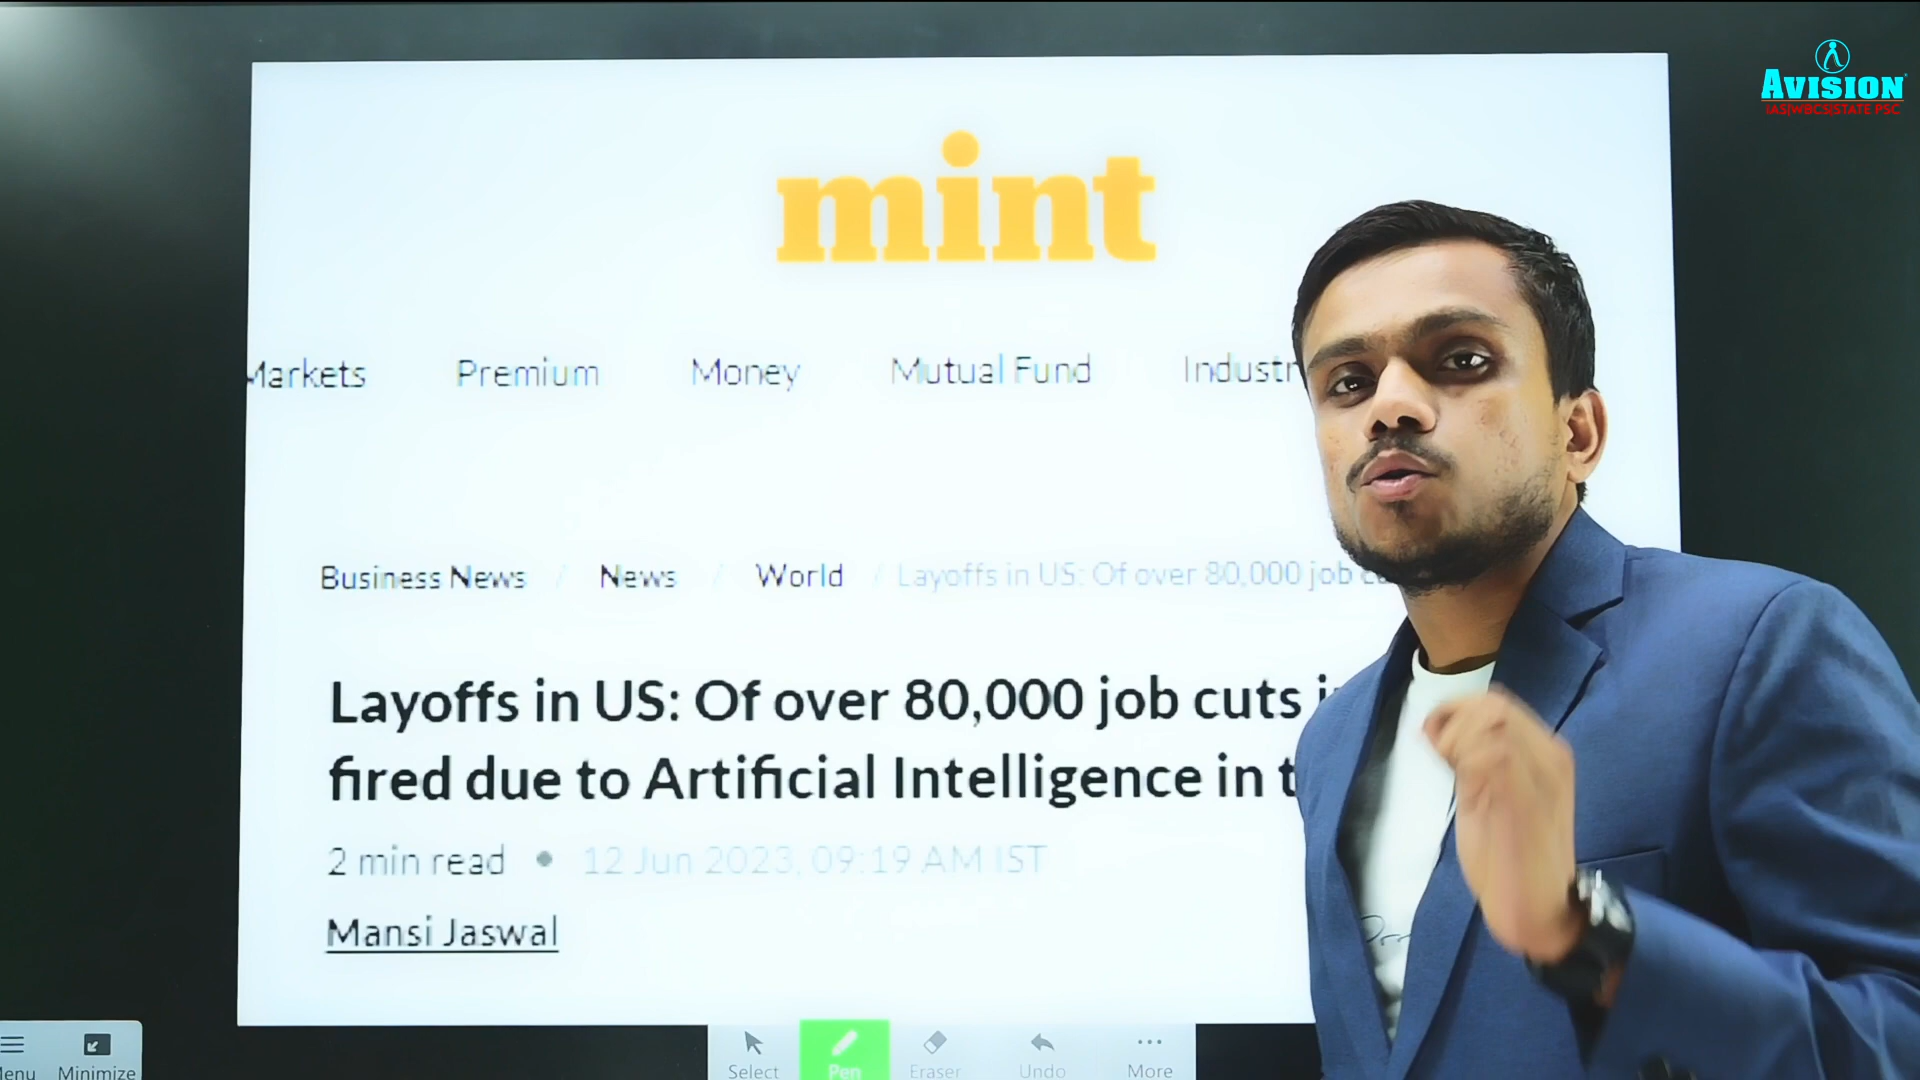 AVISION
IAS|WBCS|STATE PSC
mint
Markets Premium Money Mutual Fund Industr
Business News / News / World / Layoffs in US: Of over 80,000 job
Layoffs in US: Of over 80,000 job cuts
fired due to Artificial Intelligence in
2 min read • 12 Jun 2023, 09:19 AM IST
Mansi Jaswal
Menu Minimize Select Pen Eraser Undo More